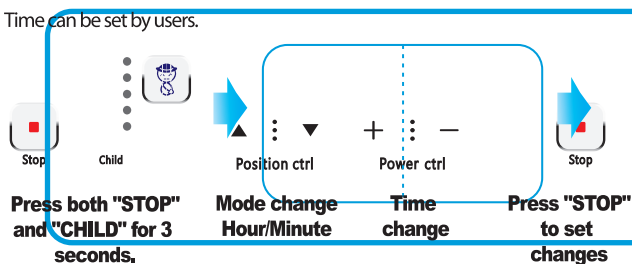 Time can be set by users.
Stop
Child
Position ctrl
Power ctrl
Stop
Press both "STOP"
and "CHILD" for 3
seconds.
Mode change
Hour/Minute
Time
change
Press "STOP"
to set
changes